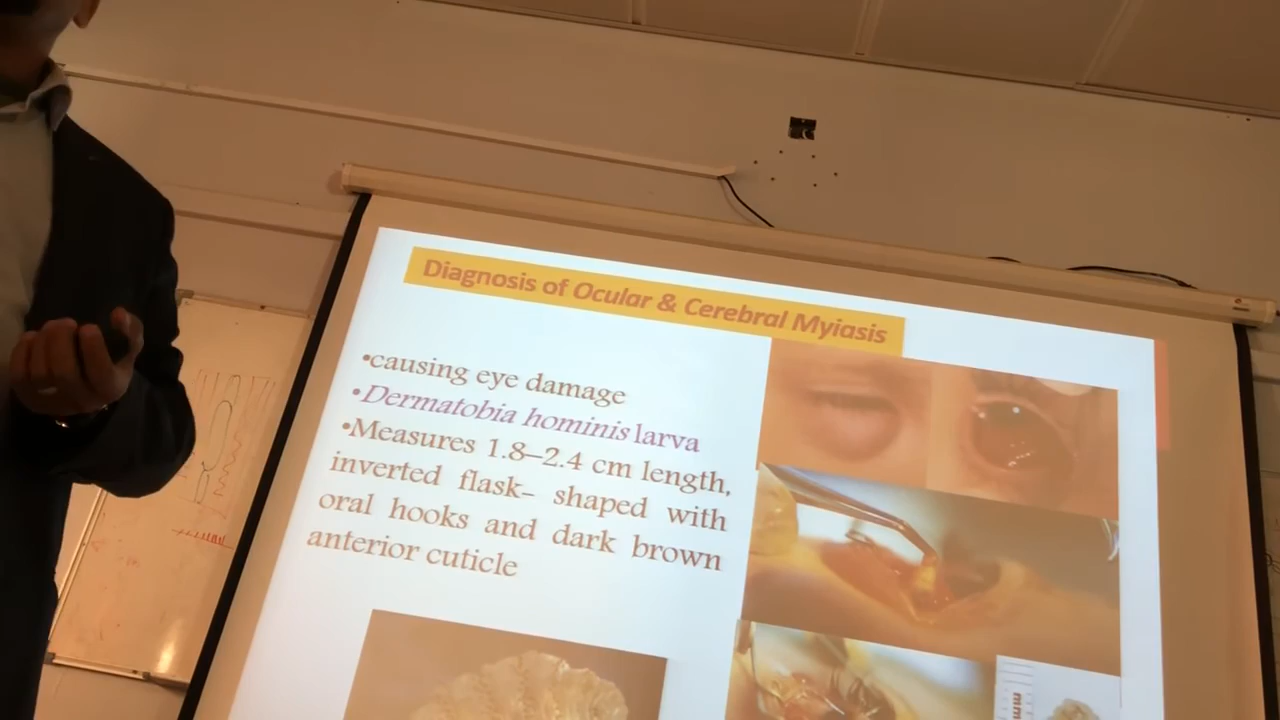 Diagnosis of Ocular & Cerebral Myiasis
•causing eye damage
•Dermatobia hominis larva
•Measures 1.8–2.4 cm length,
inverted flask– shaped with
oral hooks and dark brown
anterior cuticle
mm